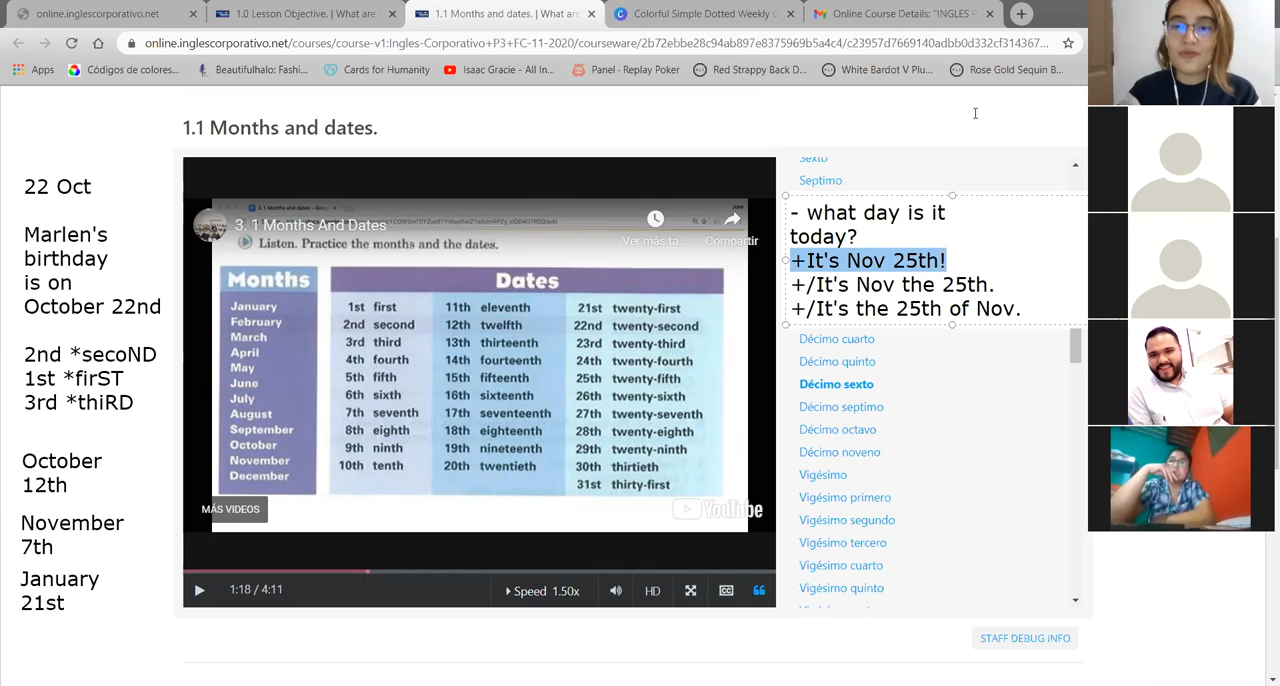 online.inglescorporativo.net
1.0 Lesson Objective. | What are
1.1 Months and dates. | What are
Colorful Simple Dotted Weekly C
Online Course Details: "INGLES P
online.inglescorporativo.net/courses/course-v1:Ingles-Corporativo+P3+FC-11-2020/courseware/2b72ebbe28c94ab897e8375969b5a4c4/c23957d7669140adbb0d332cf314367...
Apps
Códigos de colores...
Beautifulhalo: Fashi...
Cards for Humanity
Isaac Gracie - All In...
Panel · Replay Poker
Red Strappy Back D...
White Bardot V Plu...
Rose Gold Sequin B...
1.1 Months and dates.
22 Oct
Marlen's
birthday
is on
October 22nd
2nd *secoND
1st *firST
3rd *thiRD
October
12th
November
7th
January
21st
3. 1 Months And Dates
Ver más ta...
Compartir
Listen. Practice the months and the dates.
Months
January
February
March
April
May
June
July
August
September
October
November
December
Dates
1st first
2nd second
3rd third
4th fourth
5th fifth
6th sixth
7th seventh
8th eighth
9th ninth
10th tenth
11th eleventh
12th twelfth
13th thirteenth
14th fourteenth
15th fifteenth
16th sixteenth
17th seventeenth
18th eighteenth
19th nineteenth
20th twentieth
21st twenty-first
22nd twenty-second
23rd twenty-third
24th twenty-fourth
25th twenty-fifth
26th twenty-sixth
27th twenty-seventh
28th twenty-eighth
29th twenty-ninth
30th thirtieth
31st thirty-first
MÁS VIDEOS
YouTube
1:18 / 4:11
Speed 1.50x
HD
Sexto
Septimo
- what day is it
today?
+It's Nov 25th!
+/It's Nov the 25th.
+/It's the 25th of Nov.
Décimo cuarto
Décimo quinto
Décimo sexto
Décimo septimo
Décimo octavo
Décimo noveno
Vigésimo
Vigésimo primero
Vigésimo segundo
Vigésimo tercero
Vigésimo cuarto
Vigésimo quinto
STAFF DEBUG INFO